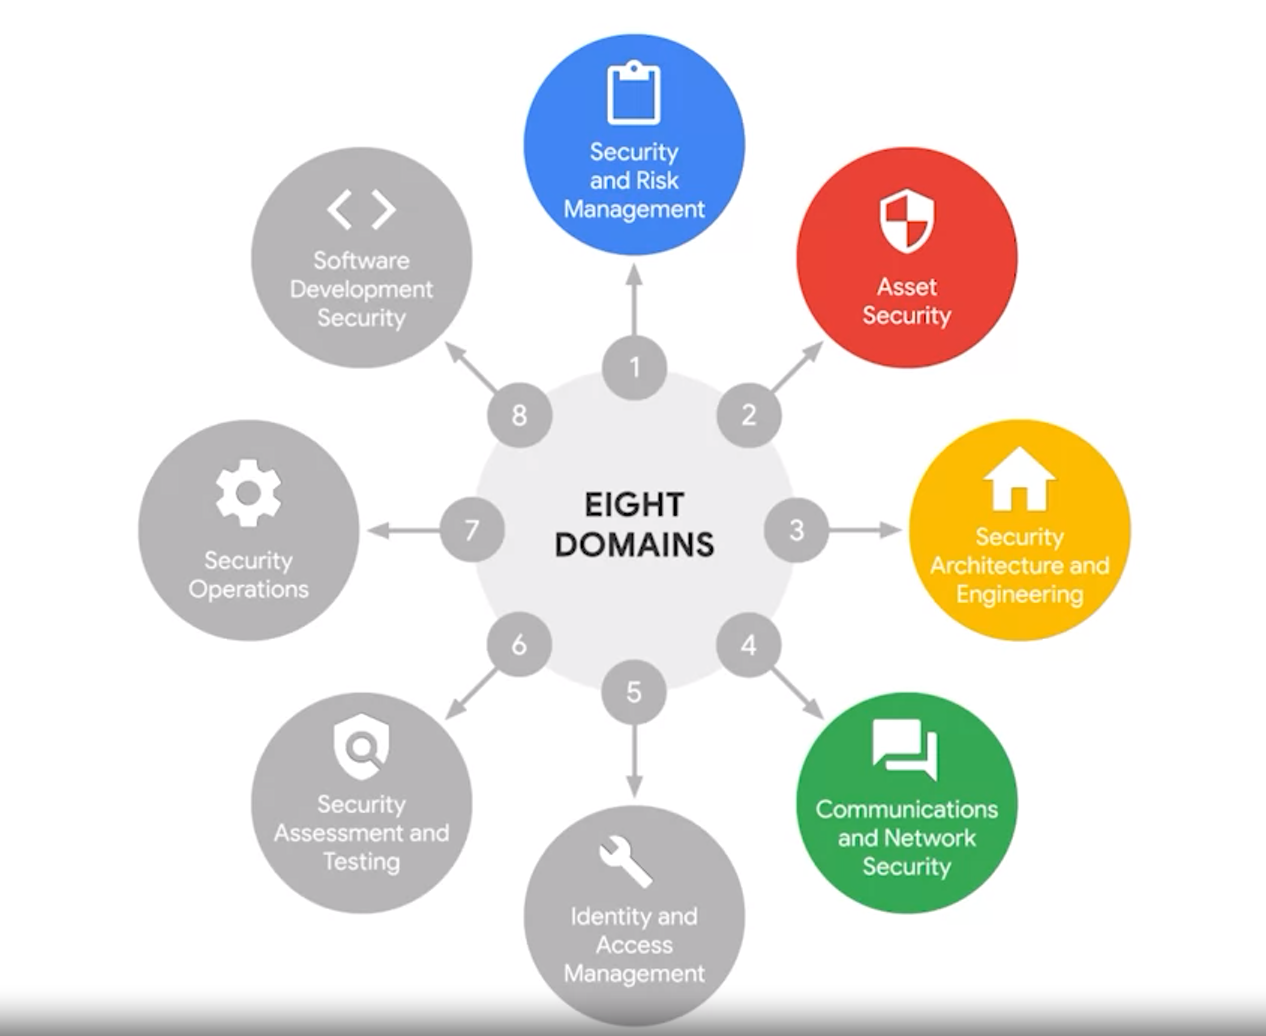 EIGHT
DOMAINS
1
Security
and Risk
Management
2
Asset
Security
3
Security
Architecture and
Engineering
4
Communications
and Network
Security
5
Identity and
Access
Management
6
Security
Assessment and
Testing
7
Security
Operations
8
Software
Development
Security